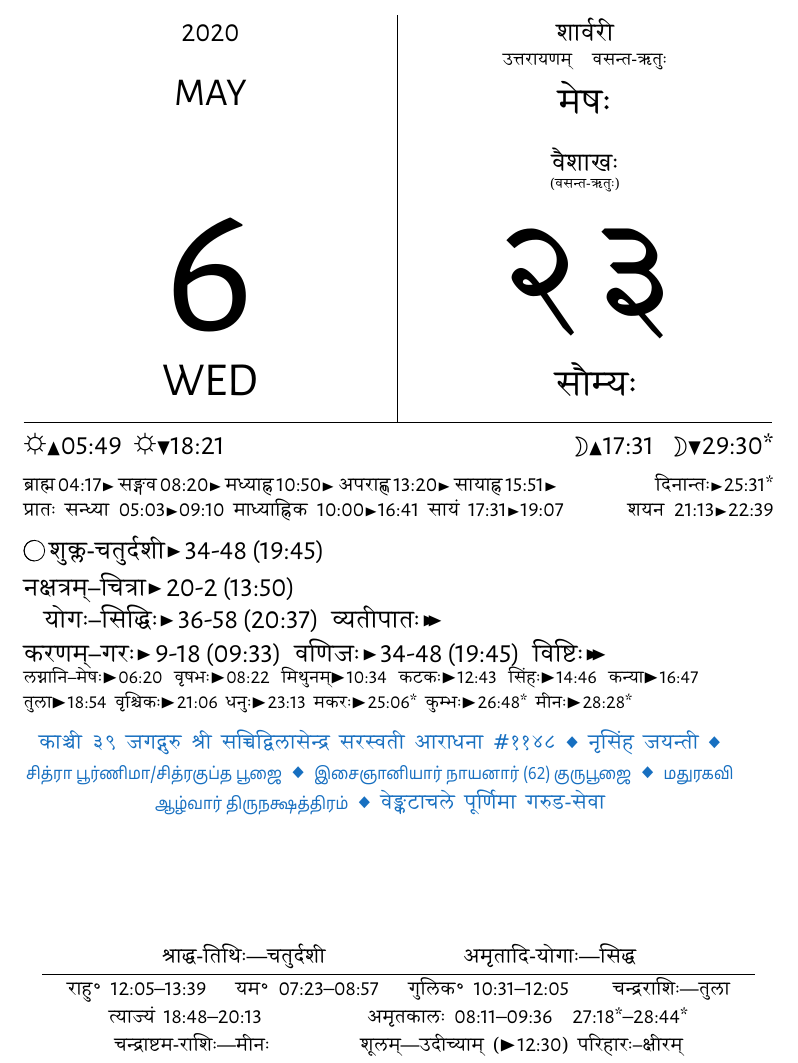 2020
MAY
6
WED
शार्वरी
उत्तरायणम् वसन्त-ऋतुः
मेषः
वैशाखः
(वसन्त-ऋतुः)
२३
सौम्यः
☼▲05:49 ☼▼18:21 ☽▲17:31 ☽▼29:30*
ब्राह्म 04:17► सङ्गव 08:20► मध्याह्न 10:50► अपराह्ण 13:20► सायाह्न 15:51► दिनान्तः►25:31*
प्रातः सन्ध्या 05:03►09:10 माध्याह्निक 10:00►16:41 सायं 17:31►19:07 शयन 21:13►22:39
◯ शुक्ल-चतुर्दशी►34-48 (19:45)
नक्षत्रम्–चित्रा►20-2 (13:50)
योगः–सिद्धिः►36-58 (20:37) व्यतीपातः►►
करणम्–गरः►9-18 (09:33) वणिजः►34-48 (19:45) विष्टिः►►
लग्नानि–मेषः►06:20 वृषभः►08:22 मिथुनम्►10:34 कटकः►12:43 सिंहः►14:46 कन्या►16:47
तुला►18:54 वृश्चिकः►21:06 धनुः►23:13 मकरः►25:06* कुम्भः►26:48* मीनः►28:28*
काञ्ची ३९ जगद्गुरु श्री सच्चिद्विलासेन्द्र सरस्वती आराधना #११४८ ◆ नृसिंह जयन्ती ◆
சித்ரா பூர்ணிமா/சித்ரகுப்த பூஜை ◆ இசைஞானியார் நாயனார் (62) குருபூஜை ◆ மதுரகவி
ஆழ்வார் திருநக்ஷத்திரம் ◆ वेङ्कटाचले पूर्णिमा गरुड-सेवा
श्राद्ध-तिथिः—चतुर्दशी अमृतादि-योगाः—सिद्ध
राहु° 12:05–13:39 यम° 07:23–08:57 गुलिक° 10:31–12:05 चन्द्रराशिः—तुला
त्याज्यं 18:48–20:13 अमृतकालः 08:11–09:36 27:18*–28:44*
चन्द्राष्टम-राशिः—मीनः शूलम्—उदीच्याम् (►12:30) परिहारः–क्षीरम्